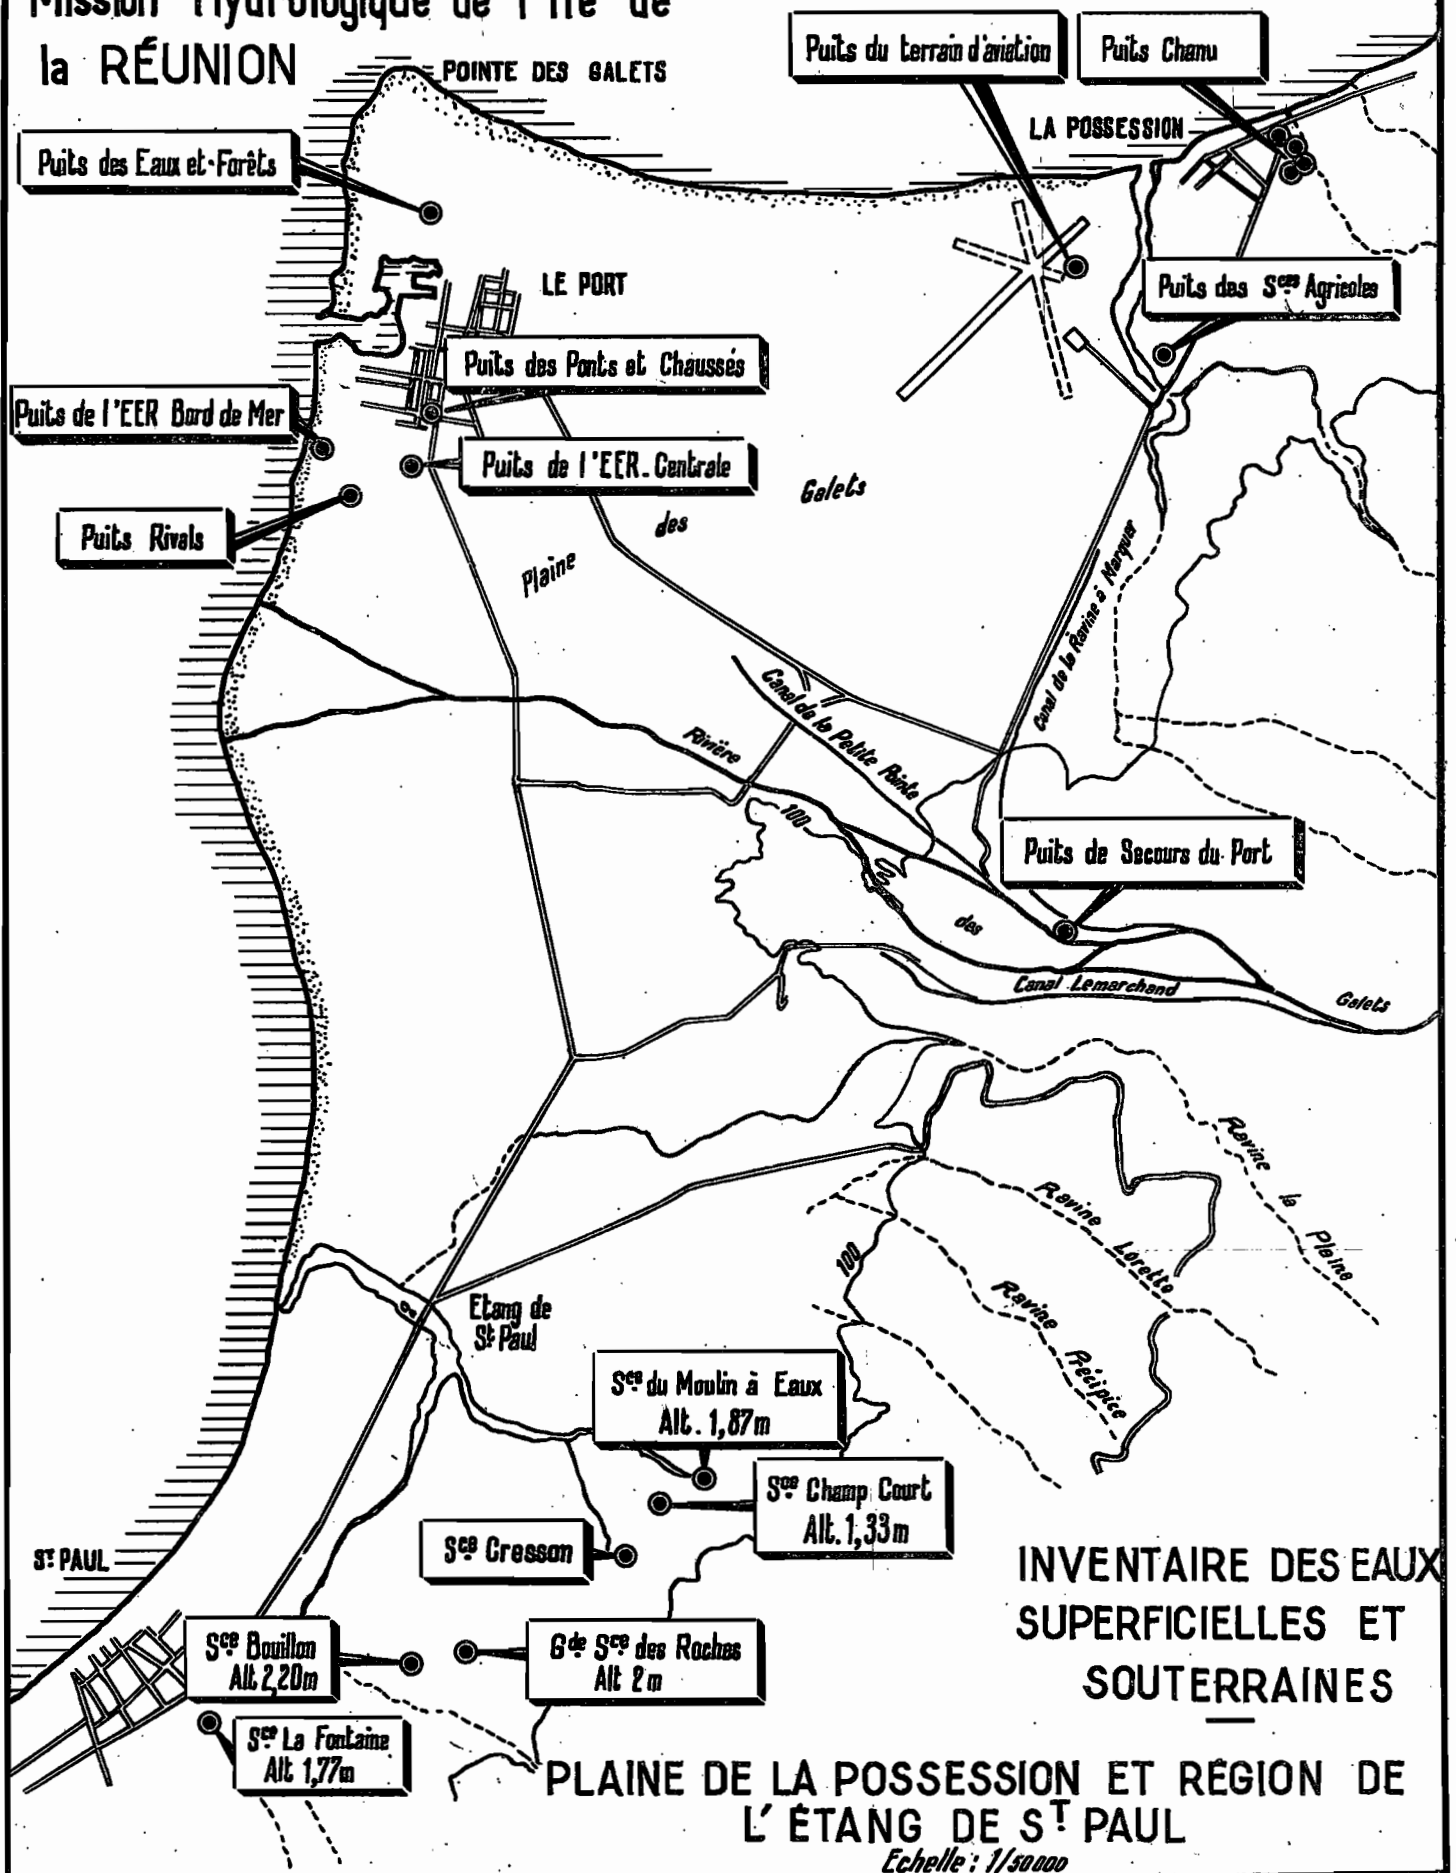 Mission Hydrologique de l'Ile de
la RÉUNION
POINTE DES GALETS
Puits du terrain d'aviation
Puits Chanu
LA POSSESSION
Puits des Eaux et-Forêts
LE PORT
Puits des Sces Agricoles
Puits des Ponts et Chaussés
Puits de l'EER Bord de Mer
Puits de l'EER-Centrale
Puits Rivals
Plaine
des
Galets
Canal de la Ravine à Marquer
Canal de la Petite Pointe
Rivière
100
Puits de Secours du Port
des
Canal Lemarchand
Galets
Ravine la Plaine
Ravine Lorette
100
Ravine Précipice
Etang de
St Paul
Sce du Moulin à Eaux
Alt. 1,87m
Sce Champ Court
Alt. 1,33m
Sce Cresson
ST PAUL
Sce Bouillon
Alt 2,20m
Gde Sce des Roches
Alt 2m
Sce La Fontaine
Alt 1,77m
INVENTAIRE DES EAUX
SUPERFICIELLES ET
SOUTERRAINES
PLAINE DE LA POSSESSION ET RÉGION DE
L'ÉTANG DE ST PAUL
Echelle : 1/50000